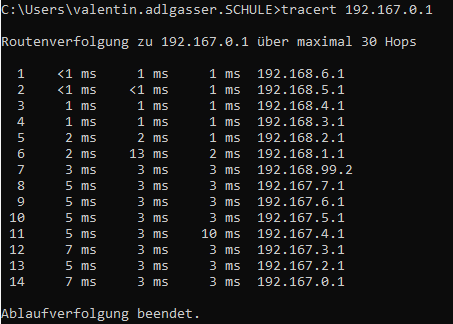 C:\Users\valentin.adlgasser.SCHULE>tracert 192.167.0.1
Routenverfolgung zu 192.167.0.1 über maximal 30 Hops
1 <1 ms 1 ms 1 ms 192.168.6.1
2 <1 ms <1 ms 1 ms 192.168.5.1
3 1 ms 1 ms 1 ms 192.168.4.1
4 1 ms 1 ms 1 ms 192.168.3.1
5 2 ms 2 ms 1 ms 192.168.2.1
6 2 ms 13 ms 2 ms 192.168.1.1
7 3 ms 3 ms 3 ms 192.168.99.2
8 5 ms 3 ms 3 ms 192.167.7.1
9 5 ms 3 ms 3 ms 192.167.6.1
10 5 ms 3 ms 3 ms 192.167.5.1
11 5 ms 3 ms 10 ms 192.167.4.1
12 7 ms 3 ms 3 ms 192.167.3.1
13 5 ms 3 ms 3 ms 192.167.2.1
14 7 ms 3 ms 3 ms 192.167.0.1
Ablaufverfolgung beendet.